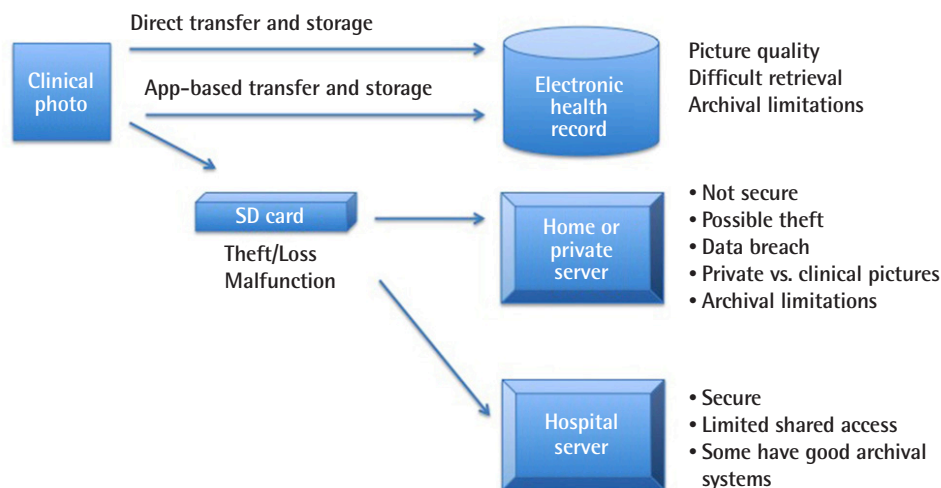 Direct transfer and storage
Clinical
photo
App-based transfer and storage
Electronic
health
record
Picture quality
Difficult retrieval
Archival limitations
SD card
Theft/Loss
Malfunction
Home or
private
server
• Not secure
• Possible theft
• Data breach
• Private vs. clinical pictures
• Archival limitations
Hospital
server
• Secure
• Limited shared access
• Some have good archival
systems